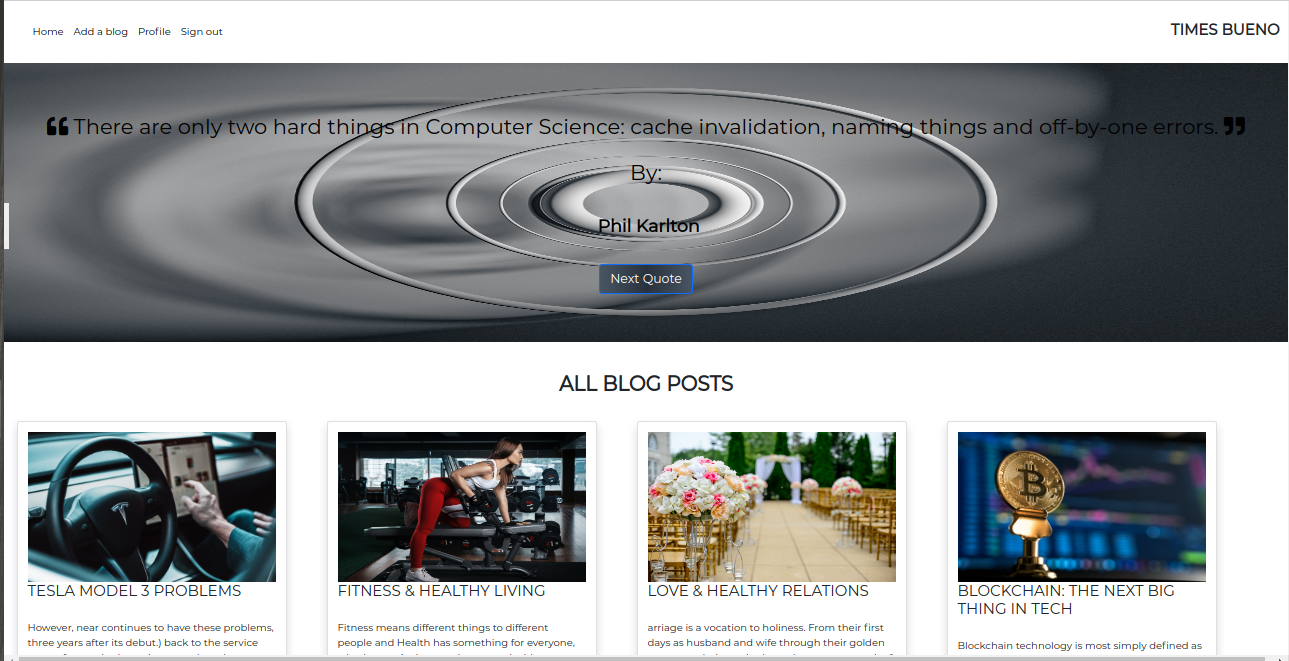 Home Add a blog Profile Sign out
TIMES BUENO
❝ There are only two hard things in Computer Science: cache invalidation, naming things and off-by-one errors. ❞
By:
Phil Karlton
Next Quote
ALL BLOG POSTS
TESLA MODEL 3 PROBLEMS
However, near continues to have these problems,
three years after its debut.) back to the service
FITNESS & HEALTHY LIVING
Fitness means different things to different
people and Health has something for everyone,
LOVE & HEALTHY RELATIONS
arriage is a vocation to holiness. From their first
days as husband and wife through their golden
BLOCKCHAIN: THE NEXT BIG
THING IN TECH
Blockchain technology is most simply defined as